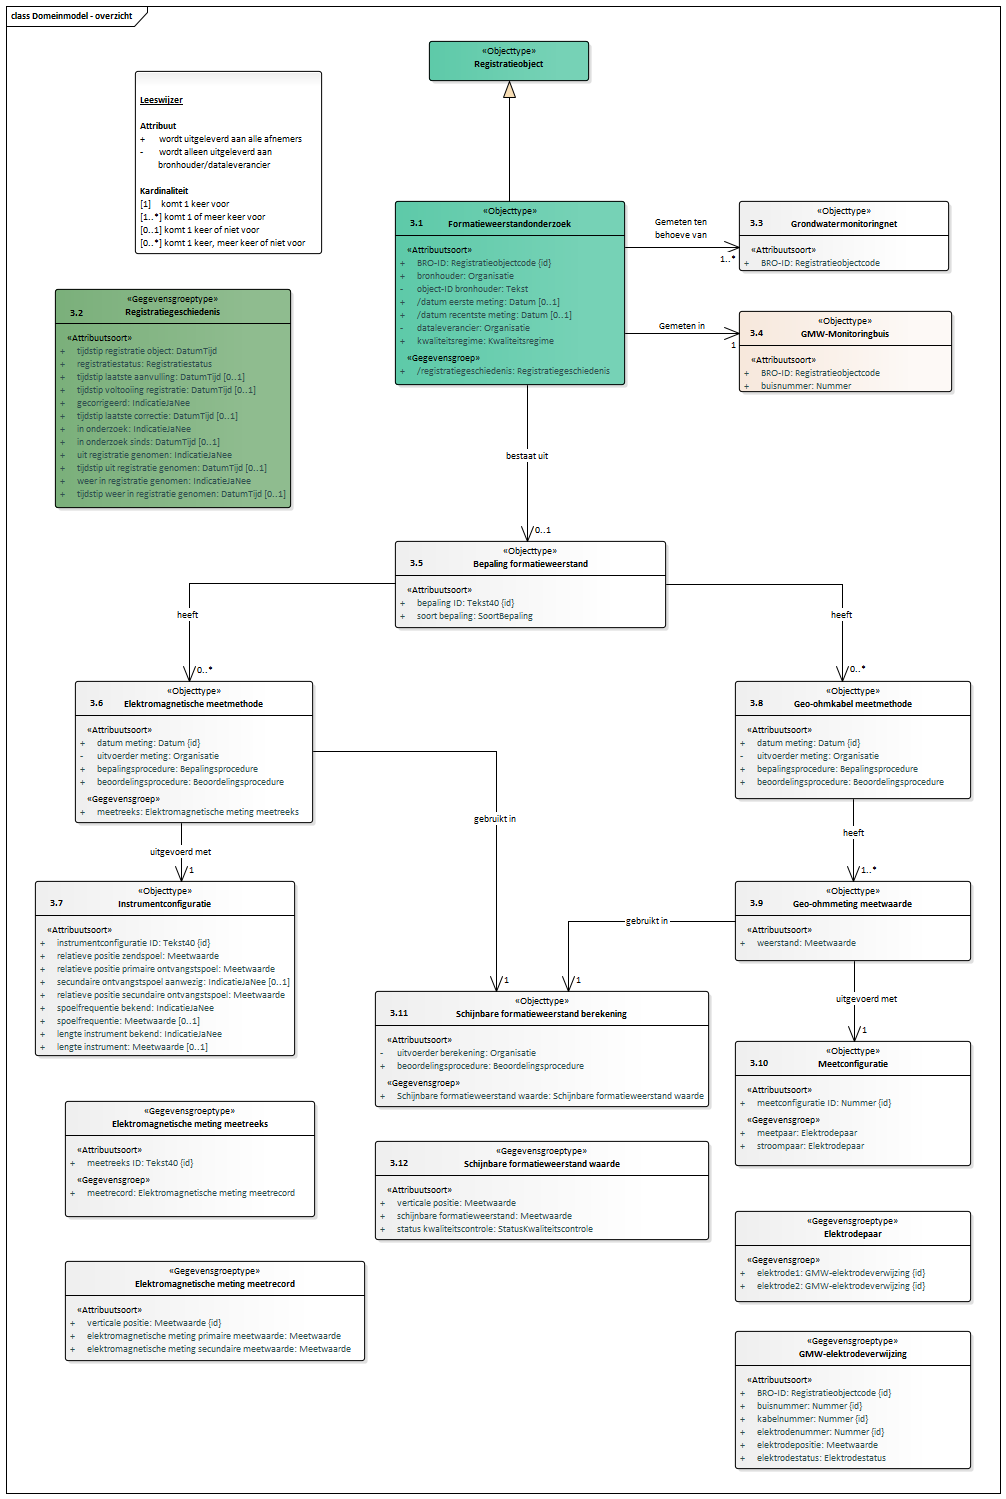 class Domeinmodel - overzicht
«Objecttype»
Registratieobject
Leeswijzer
Attribuut
+ wordt uitgeleverd aan alle afnemers
- wordt alleen uitgeleverd aan
bronhouder/dataleverancier
Kardinaliteit
[1] komt 1 keer voor
[1..*] komt 1 of meer keer voor
[0..1] komt 1 keer of niet voor
[0..*] komt 1 keer, meer keer of niet voor
«Objecttype»
3.1 Formatieweerstandonderzoek
«Attribuutsoort»
+ BRO-ID: Registratieobjectcode {id}
+ bronhouder: Organisatie
- object-ID bronhouder: Tekst
+ /datum eerste meting: Datum [0..1]
+ /datum recentste meting: Datum [0..1]
- dataleverancier: Organisatie
+ kwaliteitsregime: Kwaliteitsregime
«Gegevensgroep»
+ /registratiegeschiedenis: Registratiegeschiedenis
Gemeten ten
behoeve van
1..*
«Objecttype»
3.3 Grondwatermonitoringnet
«Attribuutsoort»
+ BRO-ID: Registratieobjectcode
Gemeten in
1
«Objecttype»
3.4 GMW-Monitoringbuis
«Attribuutsoort»
+ BRO-ID: Registratieobjectcode
+ buisnummer: Nummer
«Gegevensgroeptype»
3.2 Registratiegeschiedenis
«Attribuutsoort»
+ tijdstip registratie object: DatumTijd
+ registratiestatus: Registratiestatus
+ tijdstip laatste aanvulling: DatumTijd [0..1]
+ tijdstip voltooiing registratie: DatumTijd [0..1]
+ gecorrigeerd: IndicatieJaNee
+ tijdstip laatste correctie: DatumTijd [0..1]
+ in onderzoek: IndicatieJaNee
+ in onderzoek sinds: DatumTijd [0..1]
+ uit registratie genomen: IndicatieJaNee
+ tijdstip uit registratie genomen: DatumTijd [0..1]
+ weer in registratie genomen: IndicatieJaNee
+ tijdstip weer in registratie genomen: DatumTijd [0..1]
bestaat uit
0..1
«Objecttype»
3.5 Bepaling formatieweerstand
«Attribuutsoort»
+ bepaling ID: Tekst40 {id}
+ soort bepaling: SoortBepaling
heeft
0..*
heeft
0..*
«Objecttype»
3.6 Elektromagnetische meetmethode
«Attribuutsoort»
+ datum meting: Datum {id}
- uitvoerder meting: Organisatie
+ bepalingsprocedure: Bepalingsprocedure
+ beoordelingsprocedure: Beoordelingsprocedure
«Gegevensgroep»
+ meetreeks: Elektromagnetische meting meetreeks
«Objecttype»
3.8 Geo-ohmkabel meetmethode
«Attribuutsoort»
+ datum meting: Datum {id}
- uitvoerder meting: Organisatie
+ bepalingsprocedure: Bepalingsprocedure
+ beoordelingsprocedure: Beoordelingsprocedure
gebruikt in
1
heeft
1..*
uitgevoerd met
1
«Objecttype»
3.7 Instrumentconfiguratie
«Attribuutsoort»
+ instrumentconfiguratie ID: Tekst40 {id}
+ relatieve positie zendspoel: Meetwaarde
+ relatieve positie primaire ontvangstspoel: Meetwaarde
+ secundaire ontvangstspoel aanwezig: IndicatieJaNee [0..1]
+ relatieve positie secundaire ontvangstspoel: Meetwaarde
+ spoelfrequentie bekend: IndicatieJaNee
+ spoelfrequentie: Meetwaarde [0..1]
+ lengte instrument bekend: IndicatieJaNee
+ lengte instrument: Meetwaarde [0..1]
«Objecttype»
3.9 Geo-ohmmeting meetwaarde
«Attribuutsoort»
+ weerstand: Meetwaarde
gebruikt in
1
uitgevoerd met
1
«Objecttype»
3.11 Schijnbare formatieweerstand berekening
«Attribuutsoort»
- uitvoerder berekening: Organisatie
+ beoordelingsprocedure: Beoordelingsprocedure
«Gegevensgroep»
+ Schijnbare formatieweerstand waarde: Schijnbare formatieweerstand waarde
«Objecttype»
3.10 Meetconfiguratie
«Attribuutsoort»
+ meetconfiguratie ID: Nummer {id}
«Gegevensgroep»
+ meetpaar: Elektrodepaar
+ stroompaar: Elektrodepaar
«Gegevensgroeptype»
Elektromagnetische meting meetreeks
«Attribuutsoort»
+ meetreeks ID: Tekst40 {id}
«Gegevensgroep»
+ meetrecord: Elektromagnetische meting meetrecord
«Gegevensgroeptype»
3.12 Schijnbare formatieweerstand waarde
«Attribuutsoort»
+ verticale positie: Meetwaarde
+ schijnbare formatieweerstand: Meetwaarde
+ status kwaliteitscontrole: StatusKwaliteitscontrole
«Gegevensgroeptype»
Elektrodepaar
«Gegevensgroep»
+ elektrode1: GMW-elektrodeverwijzing {id}
+ elektrode2: GMW-elektrodeverwijzing {id}
«Gegevensgroeptype»
Elektromagnetische meting meetrecord
«Attribuutsoort»
+ verticale positie: Meetwaarde {id}
+ elektromagnetische meting primaire meetwaarde: Meetwaarde
+ elektromagnetische meting secundaire meetwaarde: Meetwaarde
«Gegevensgroeptype»
GMW-elektrodeverwijzing
«Attribuutsoort»
+ BRO-ID: Registratieobjectcode {id}
+ buisnummer: Nummer {id}
+ kabelnummer: Nummer {id}
+ elektrodenummer: Nummer {id}
+ elektrodepositie: Meetwaarde
+ elektrodestatus: Elektrodestatus